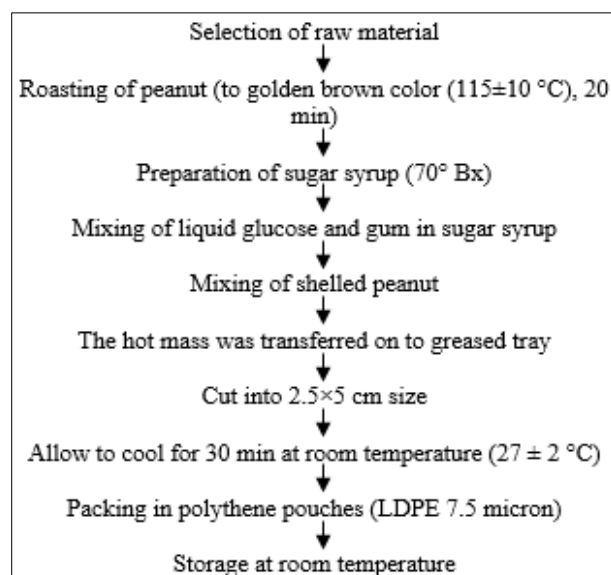 Selection of raw material
Roasting of peanut (to golden brown color (115±10 °C), 20
min)
Preparation of sugar syrup (70° Bx)
Mixing of liquid glucose and gum in sugar syrup
Mixing of shelled peanut
The hot mass was transferred on to greased tray
Cut into 2.5×5 cm size
Allow to cool for 30 min at room temperature (27 ± 2 °C)
Packing in polythene pouches (LDPE 7.5 micron)
Storage at room temperature